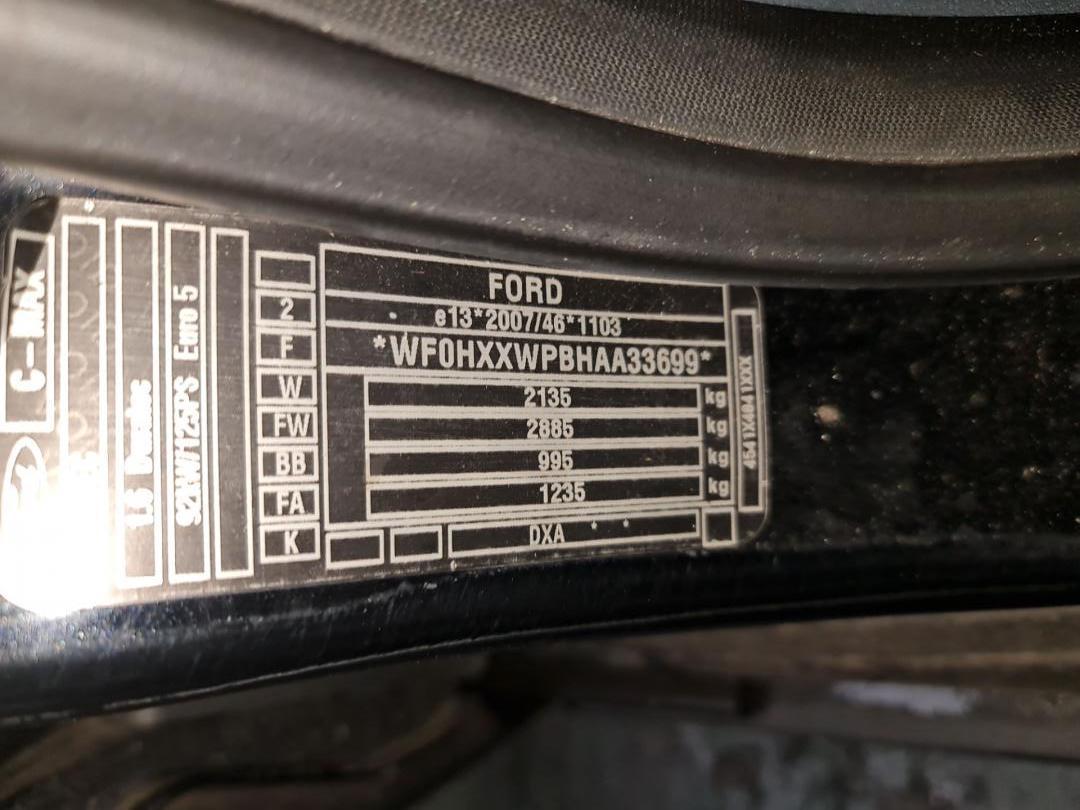 C-MAX
1.6 Duratec
92kW/125PS Euro 5
FORD
2 e13*2007/46*1103
F *WF0HXXWPBHAA33699*
W 2135 kg
FW 2885 kg
BB 995 kg
FA 1235 kg
K DXA * *
4541X4041XXX